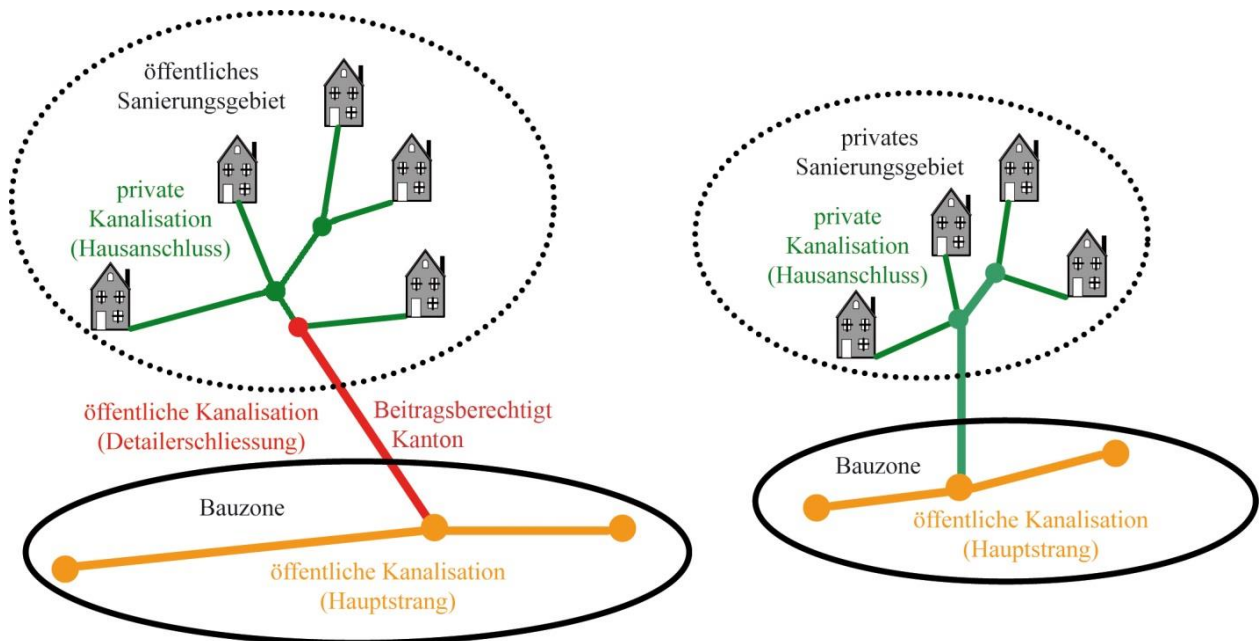 öffentliches
Sanierungsgebiet
private
Kanalisation
(Hausanschluss)
öffentliche Kanalisation
(Detailerschliessung)
Beitragsberechtigt
Kanton
Bauzone
öffentliche Kanalisation
(Hauptstrang)
privates
Sanierungsgebiet
private
Kanalisation
(Hausanschluss)
Bauzone
öffentliche Kanalisation
(Hauptstrang)